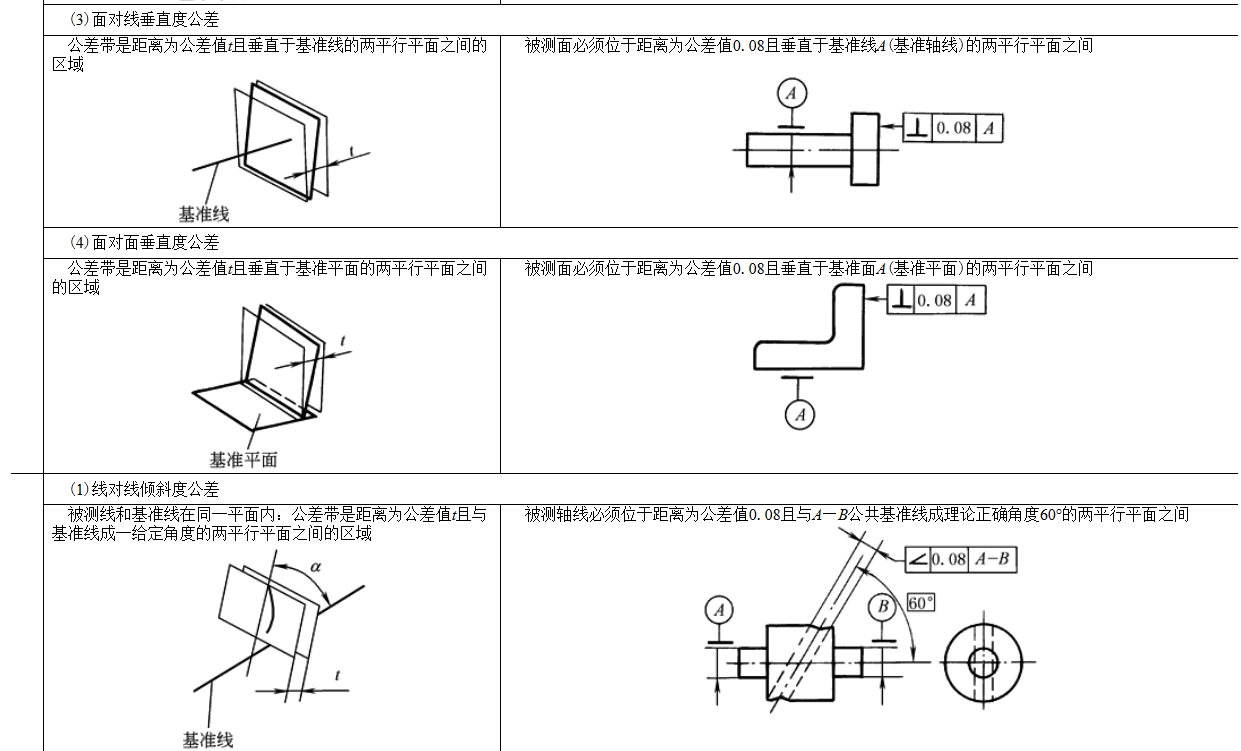 (3)面对线垂直度公差
公差带是距离为公差值t且垂直于基准线的两平行平面之间的
区域
t
基准线
被测面必须位于距离为公差值0.08且垂直于基准线A(基准轴线)的两平行平面之间
A
⊥ 0.08 A
(4)面对面垂直度公差
公差带是距离为公差值t且垂直于基准平面的两平行平面之间
的区域
t
基准平面
被测面必须位于距离为公差值0.08且垂直于基准面A(基准平面)的两平行平面之间
⊥ 0.08 A
A
(1)线对线倾斜度公差
被测线和基准线在同一平面内：公差带是距离为公差值t且与
基准线成一给定角度的两平行平面之间的区域
α
t
基准线
被测轴线必须位于距离为公差值0.08且与A—B公共基准线成理论正确角度60°的两平行平面之间
∠ 0.08 A-B
A
B
60°